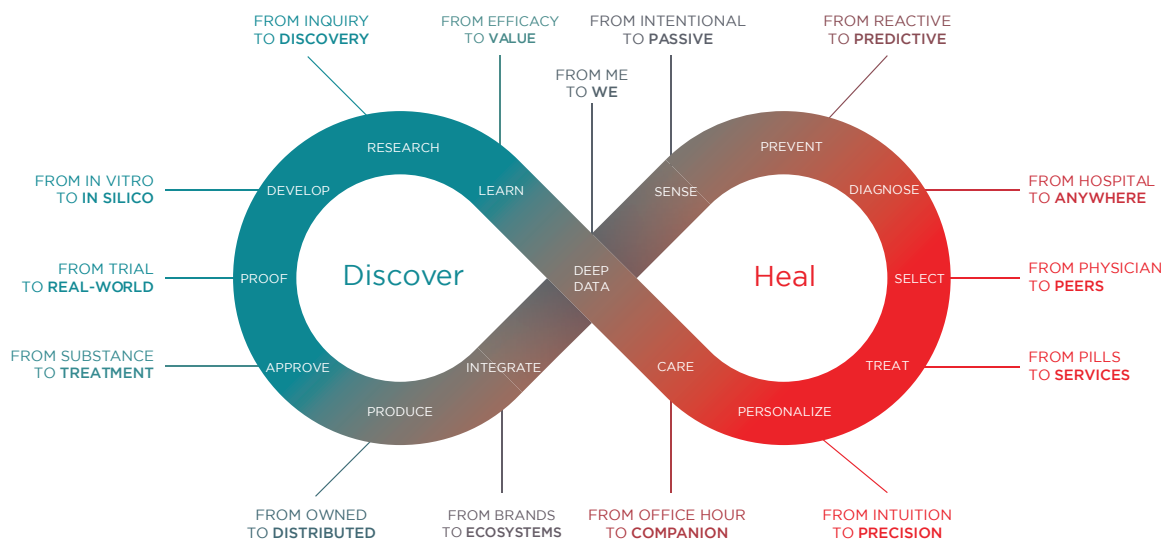 FROM INQUIRY
TO DISCOVERY
FROM EFFICACY
TO VALUE
FROM INTENTIONAL
TO PASSIVE
FROM REACTIVE
TO PREDICTIVE
FROM ME
TO WE
RESEARCH
PREVENT
FROM IN VITRO
TO IN SILICO
DEVELOP
LEARN
SENSE
DIAGNOSE
FROM HOSPITAL
TO ANYWHERE
FROM TRIAL
TO REAL-WORLD
PROOF
Discover
DEEP
DATA
Heal
SELECT
FROM PHYSICIAN
TO PEERS
FROM SUBSTANCE
TO TREATMENT
APPROVE
INTEGRATE
CARE
TREAT
FROM PILLS
TO SERVICES
PRODUCE
PERSONALIZE
FROM OWNED
TO DISTRIBUTED
FROM BRANDS
TO ECOSYSTEMS
FROM OFFICE HOUR
TO COMPANION
FROM INTUITION
TO PRECISION